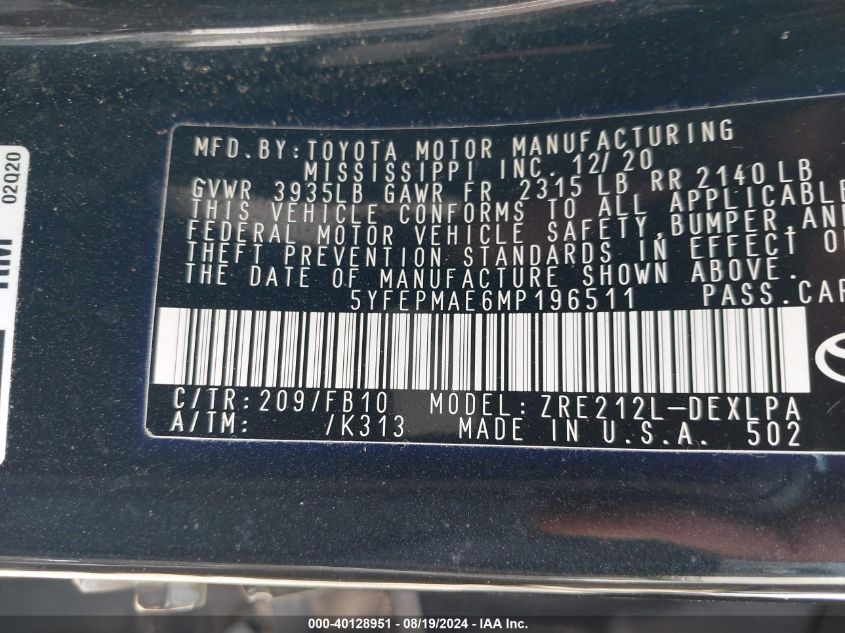 MFD.BY:TOYOTA MOTOR MANUFACTURING
MISSISSIPPI INC. 12/20
GVWR 3935LB GAWR FR 2315 LB RR 2140 LB
THIS VEHICLE CONFORMS TO ALL APPLICABLE
FEDERAL MOTOR VEHICLE SAFETY,BUMPER,AND
THEFT PREVENTION STANDARDS IN EFFECT O
THE DATE OF MANUFACTURE SHOWN ABOVE.
5YFEPMAE6MP196511 PASS.CAR
C/TR:209/FB10 MODEL:ZRE212L-DEXLPA
A/TM: /K313 MADE IN U.S.A. 502
02020
000-40128951 - 08/19/2024 - IAA Inc.